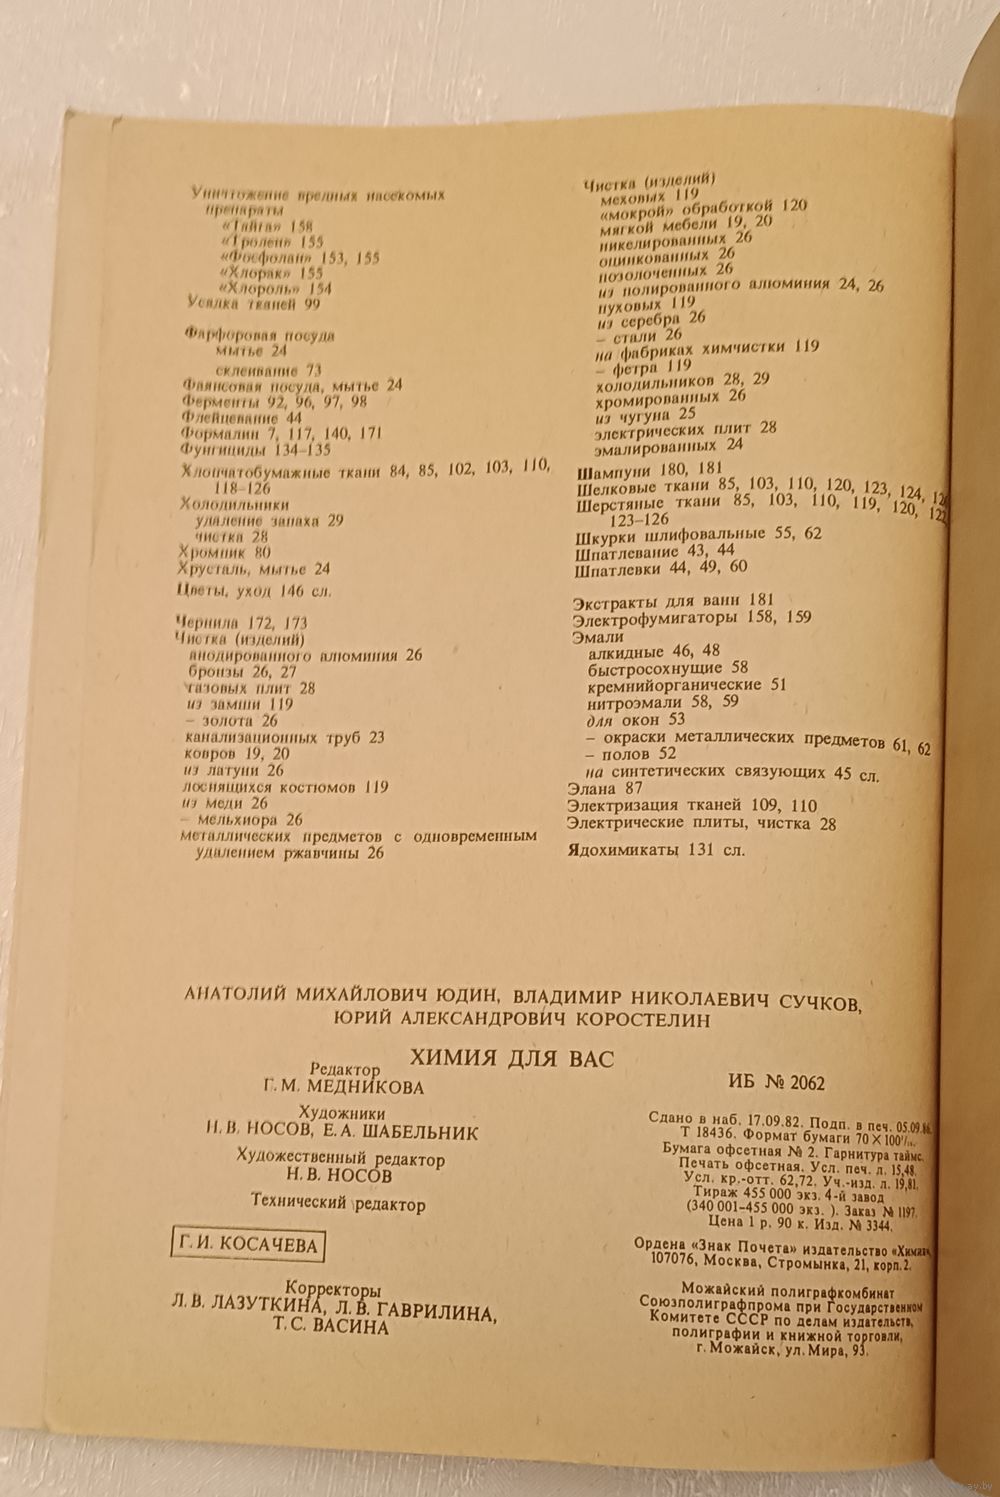 Уничтожение вредных насекомых
препараты
«Тайга» 158
«Тролен» 155
«Фосфолан» 153, 155
«Хлорак» 155
«Хлороль» 154
Усадка тканей 99
Фарфоровая посуда
мытье 24
склеивание 73
Фаянсовая посуда, мытье 24
Ферменты 92, 96, 97, 98
Флейцевание 44
Формалин 7, 117, 140, 171
Фунгициды 134–135
Хлопчатобумажные ткани 84, 85, 102, 103, 110,
118–126
Холодильники
удаление запаха 29
чистка 28
Хромпик 80
Хрусталь, мытье 24
Цветы, уход 146 сл.
Чернила 172, 173
Чистка (изделий)
анодированного алюминия 26
бронзы 26, 27
газовых плит 28
из замши 119
– золота 26
канализационных труб 23
ковров 19, 20
из латуни 26
лоснящихся костюмов 119
из меди 26
– мельхиора 26
металлических предметов с одновременным
удалением ржавчины 26
Чистка (изделий)
меховых 119
«мокрой» обработкой 120
мягкой мебели 19, 20
никелированных 26
оцинкованных 26
позолоченных 26
из полированного алюминия 24, 26
пуховых 119
из серебра 26
– стали 26
на фабриках химчистки 119
– фетра 119
холодильников 28, 29
хромированных 26
из чугуна 25
электрических плит 28
эмалированных 24
Шампуни 180, 181
Шелковые ткани 85, 103, 110, 120, 123, 124,
Шерстяные ткани 85, 103, 110, 119, 120,
123–126
Шкурки шлифовальные 55, 62
Шпатлевание 43, 44
Шпатлевки 44, 49, 60
Экстракты для ванн 181
Электрофумигаторы 158, 159
Эмали
алкидные 46, 48
быстросохнущие 58
кремнийорганические 51
нитроэмали 58, 59
для окон 53
– окраски металлических предметов 61, 62
– полов 52
на синтетических связующих 45 сл.
Элана 87
Электризация тканей 109, 110
Электрические плиты, чистка 28
Ядохимикаты 131 сл.
АНАТОЛИЙ МИХАЙЛОВИЧ ЮДИН, ВЛАДИМИР НИКОЛАЕВИЧ СУЧКОВ,
ЮРИЙ АЛЕКСАНДРОВИЧ КОРОСТЕЛИН
ХИМИЯ ДЛЯ ВАС
Редактор
Г. М. МЕДНИКОВА
Художники
Н. В. НОСОВ, Е. А. ШАБЕЛЬНИК
Художественный редактор
Н. В. НОСОВ
Технический редактор
Г. И. КОСАЧЕВА
Корректоры
Л. В. ЛАЗУТКИНА, Л. В. ГАВРИЛИНА,
Т. С. ВАСИНА
ИБ № 2062
Сдано в наб. 17.09.82. Подп. в печ.
Т 18436. Формат бумаги 70×100 1/16.
Бумага офсетная № 2. Гарнитура таймс.
Печать офсетная. Усл. печ. л. 15,48.
Усл. кр.-отт. 62,72. Уч.-изд. л. 19,81.
Тираж 455 000 экз. 4-й завод
(340 001–455 000 экз. ). Заказ № 1197.
Цена 1 р. 90 к. Изд. № 3344.
Ордена «Знак Почета» издательство «Химия»,
107076, Москва, Стромынка, 21, корп. 2.
Можайский полиграфкомбинат
Союзполиграфпрома при Государственном
Комитете СССР по делам издательств,
полиграфии и книжной торговли,
г. Можайск, ул. Мира, 93.